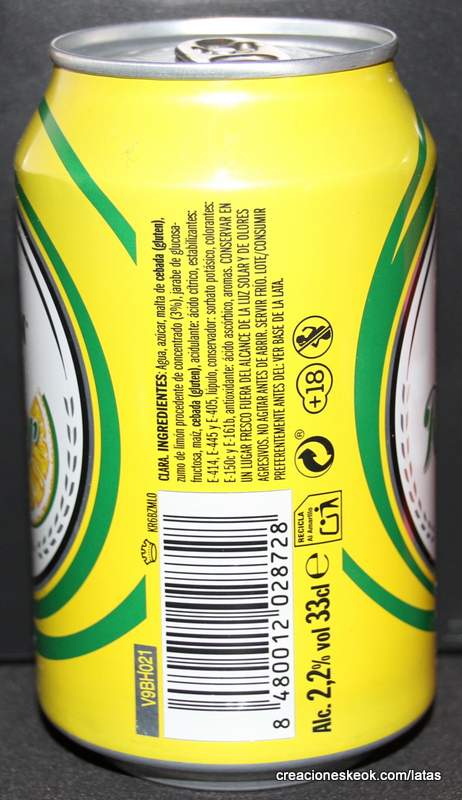 CLARA. INGREDIENTES: Agua, azúcar, malta de cebada (gluten),
zumo de limón procedente de concentrado (3%), jarabe de glucosa-
fructosa, maíz, cebada (gluten), acidulante: ácido cítrico, estabilizantes:
E-414, E-445 y E-405, lúpulo, conservador: sorbato potásico, colorantes:
E-150c y E-161b, antioxidante: ácido ascórbico, aromas. CONSERVAR EN
UN LUGAR FRESCO FUERA DEL ALCANCE DE LA LUZ SOLAR Y DE OLORES
AGRESIVOS. NO AGITAR ANTES DE ABRIR. SERVIR FRÍO. LOTE/CONSUMIR
PREFERENTEMENTE ANTES DEL: VER BASE DE LA LATA.
+18
®
KR6BZML0
RECICLA
Al Amarillo
V9BH021
8 480012 028728
Alc. 2,2% vol 33cl e
creacioneskeok.com/latas